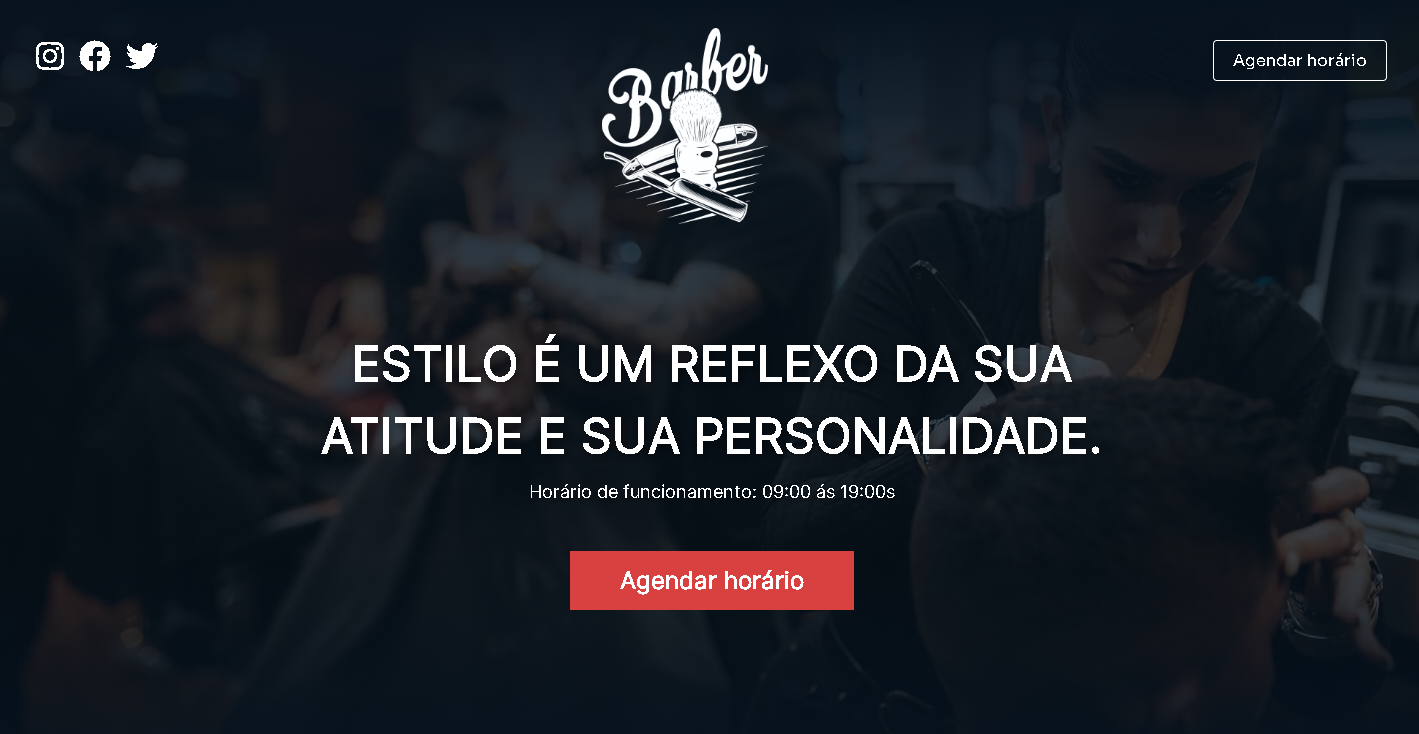 Barber
Agendar horário
ESTILO É UM REFLEXO DA SUA
ATITUDE E SUA PERSONALIDADE.
Horário de funcionamento: 09:00 ás 19:00s
Agendar horário